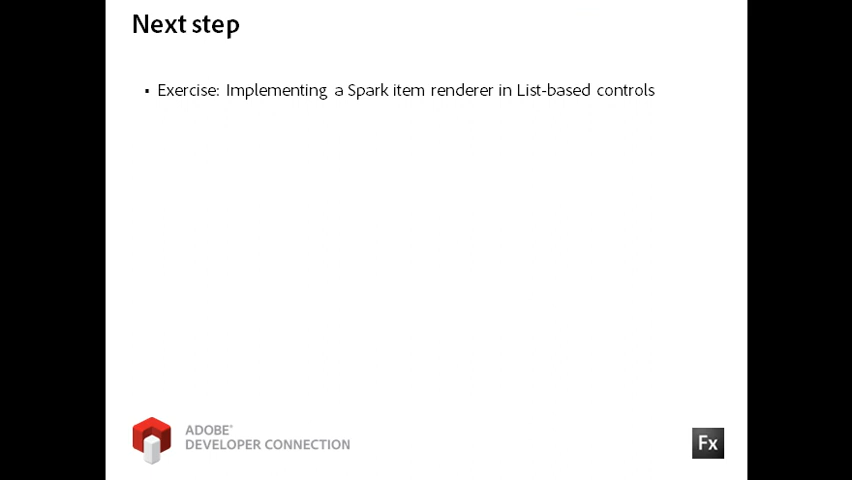 Next step
▪ Exercise: Implementing a Spark item renderer in List-based controls
ADOBE®
DEVELOPER CONNECTION
Fx